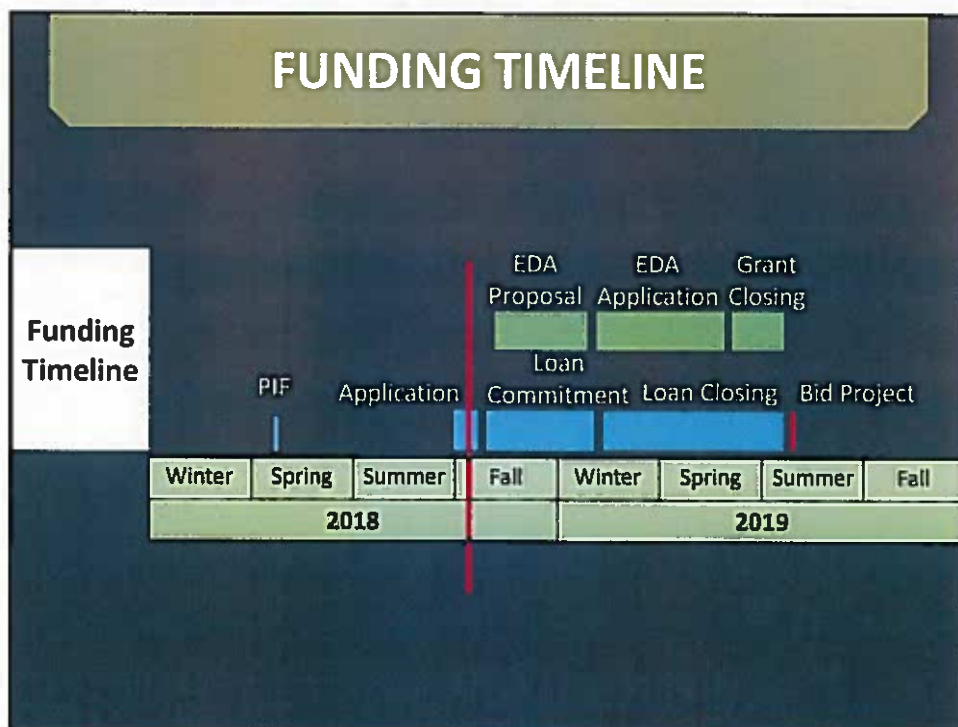 FUNDING TIMELINE
Funding
Timeline
EDA
Proposal
EDA
Application
Grant
Closing
PIF
Application
Loan
Commitment
Loan Closing
Bid Project
Winter Spring Summer Fall Winter Spring Summer Fall
2018 2019